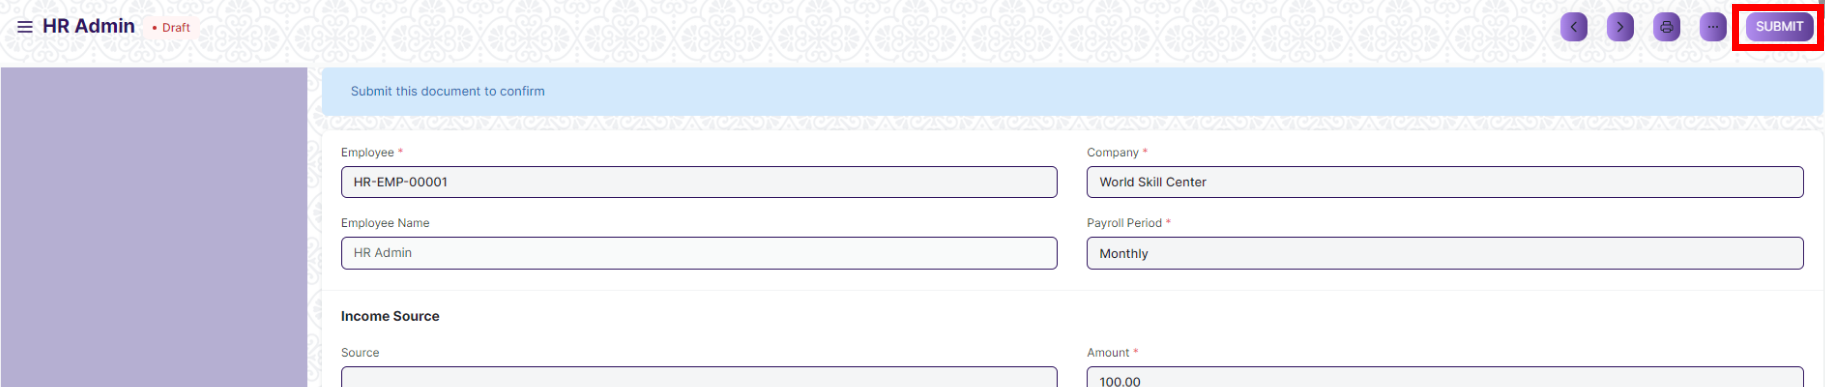 HR Admin • Draft SUBMIT
Submit this document to confirm
Employee * Company *
HR-EMP-00001 World Skill Center
Employee Name Payroll Period *
HR Admin Monthly
Income Source
Source Amount *
100.00